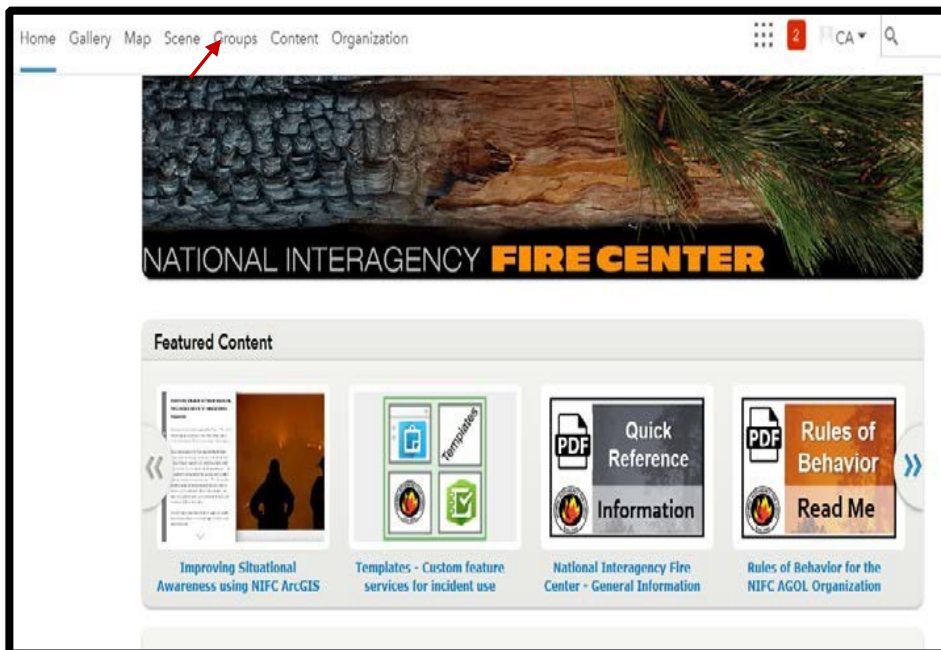 Home Gallery Map Scene Groups Content Organization 2 CA
NATIONAL INTERAGENCY FIRE CENTER
Featured Content
Templates
PDF
Quick
Reference
Information
PDF
Rules of
Behavior
Read Me
Improving Situational
Awareness using NIFC ArcGIS
Templates - Custom feature
services for incident use
National Interagency Fire
Center - General Information
Rules of Behavior for the
NIFC AGOL Organization